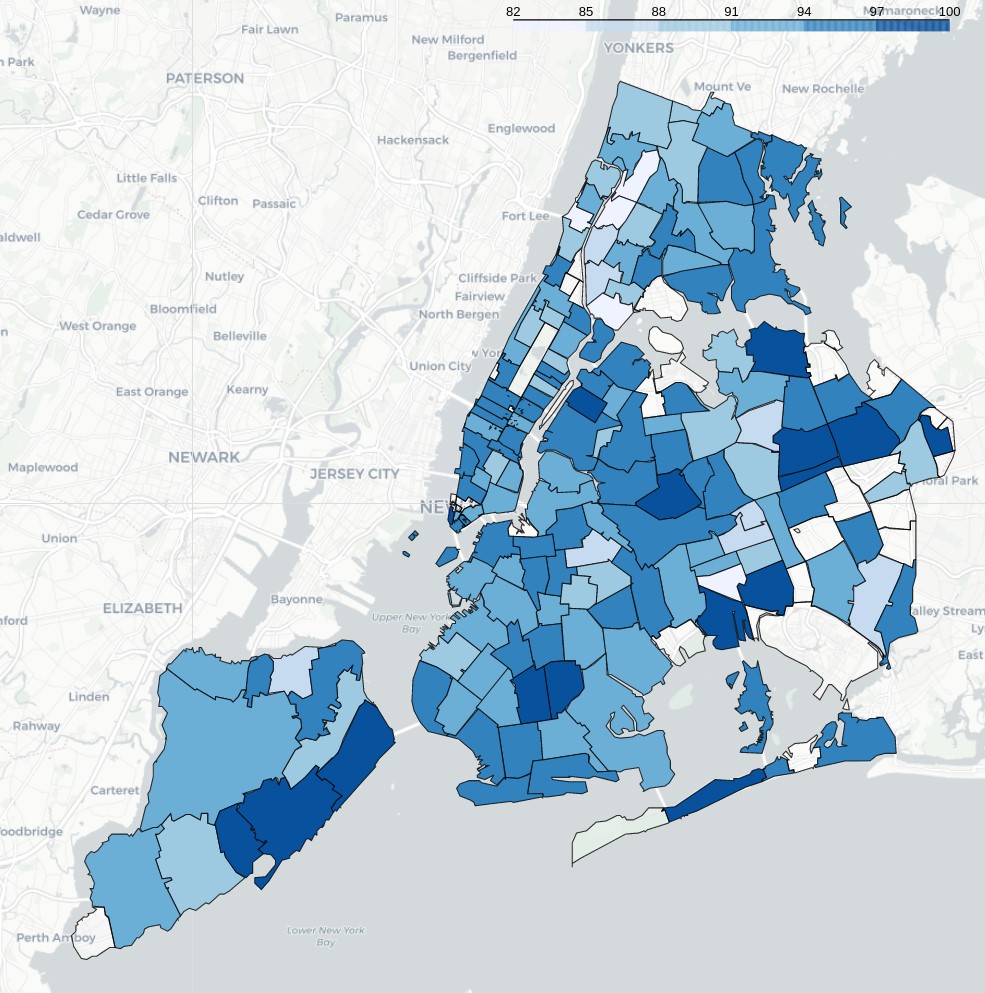 82 85 88 91 94 97 100
Wayne
Paramus
Mamaroneck
Fair Lawn
New Milford
YONKERS
Bergenfield
n Park
PATERSON
Mount Ve
New Rochelle
Englewood
Hackensack
Little Falls
Clifton
Passaic
Cedar Grove
Fort Lee
aldwell
Nutley
Cliffside Park
Fairview
Bloomfield
North Bergen
West Orange
Belleville
w Yor
Union City
East Orange
Kearny
NEWARK
Maplewood
JERSEY CITY
oral Park
NEW
Union
Bayonne
ELIZABETH
alley Stream
nford
Upper New York
Bay
Ly
East
Linden
Rahway
Carteret
oodbridge
Perth Amboy
Lower New York
Bay